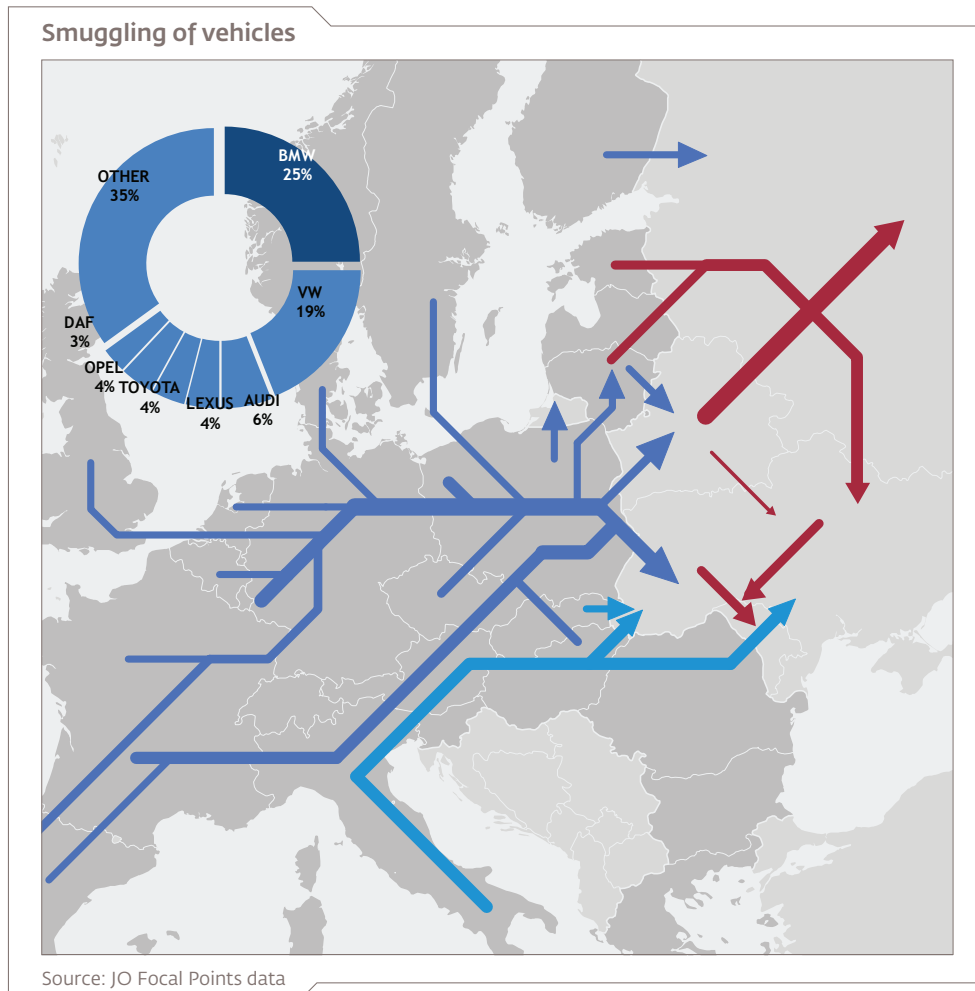 Smuggling of vehicles
BMW
25%
OTHER
35%
VW
19%
DAF
3%
OPEL
4%
TOYOTA
4%
LEXUS
4%
AUDI
6%
Source: JO Focal Points data